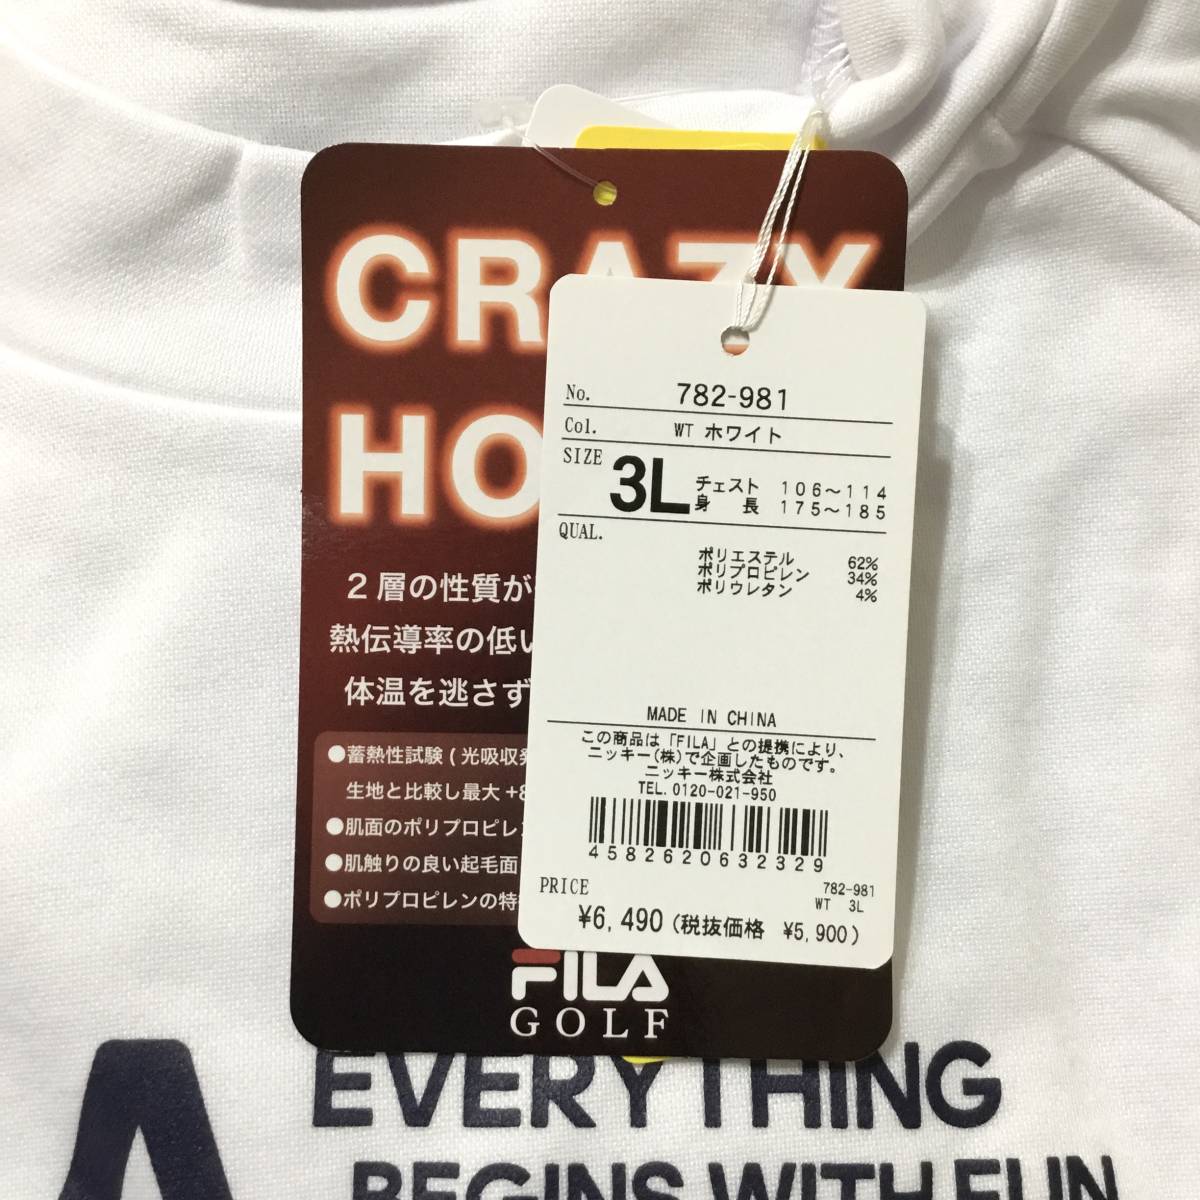 CRAZY
HO
2層の性質が
熱伝導率の低い
体温を逃さず
●蓄熱性試験(光吸収発
生地と比較し最大+8
●肌面のポリプロピレン
●肌触りの良い起毛面
●ポリプロピレンの特
FILA
GOLF
No. 782-981
Col. WT ホワイト
SIZE 3L チェスト 106～114
身長 175～185
QUAL.
ポリエステル 62%
ポリプロピレン 34%
ポリウレタン 4%
MADE IN CHINA
この商品は「FILA」との提携により、
ニッキー(株)で企画したものです。
ニッキー株式会社
TEL. 0120-021-950
4582620632329
782-981
WT 3L
PRICE
¥6,490(税抜価格 ¥5,900)
EVERYTHING
BEGINS WITH FUN